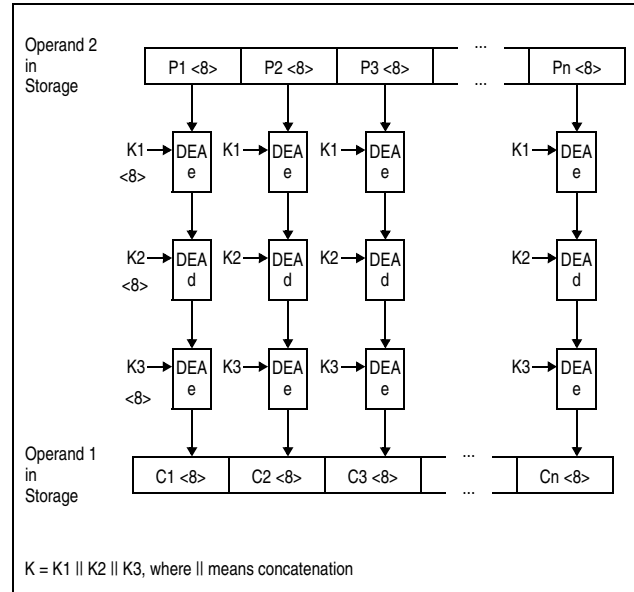 Operand 2
in
Storage
P1 <8> P2 <8> P3 <8> ... ... Pn <8>
K1 DEA e K1 DEA e K1 DEA e K1 DEA e
<8>
K2 DEA d K2 DEA d K2 DEA d K2 DEA d
<8>
K3 DEA e K3 DEA e K3 DEA e K3 DEA e
<8>
Operand 1
in
Storage
C1 <8> C2 <8> C3 <8> ... ... Cn <8>
K = K1 || K2 || K3, where || means concatenation